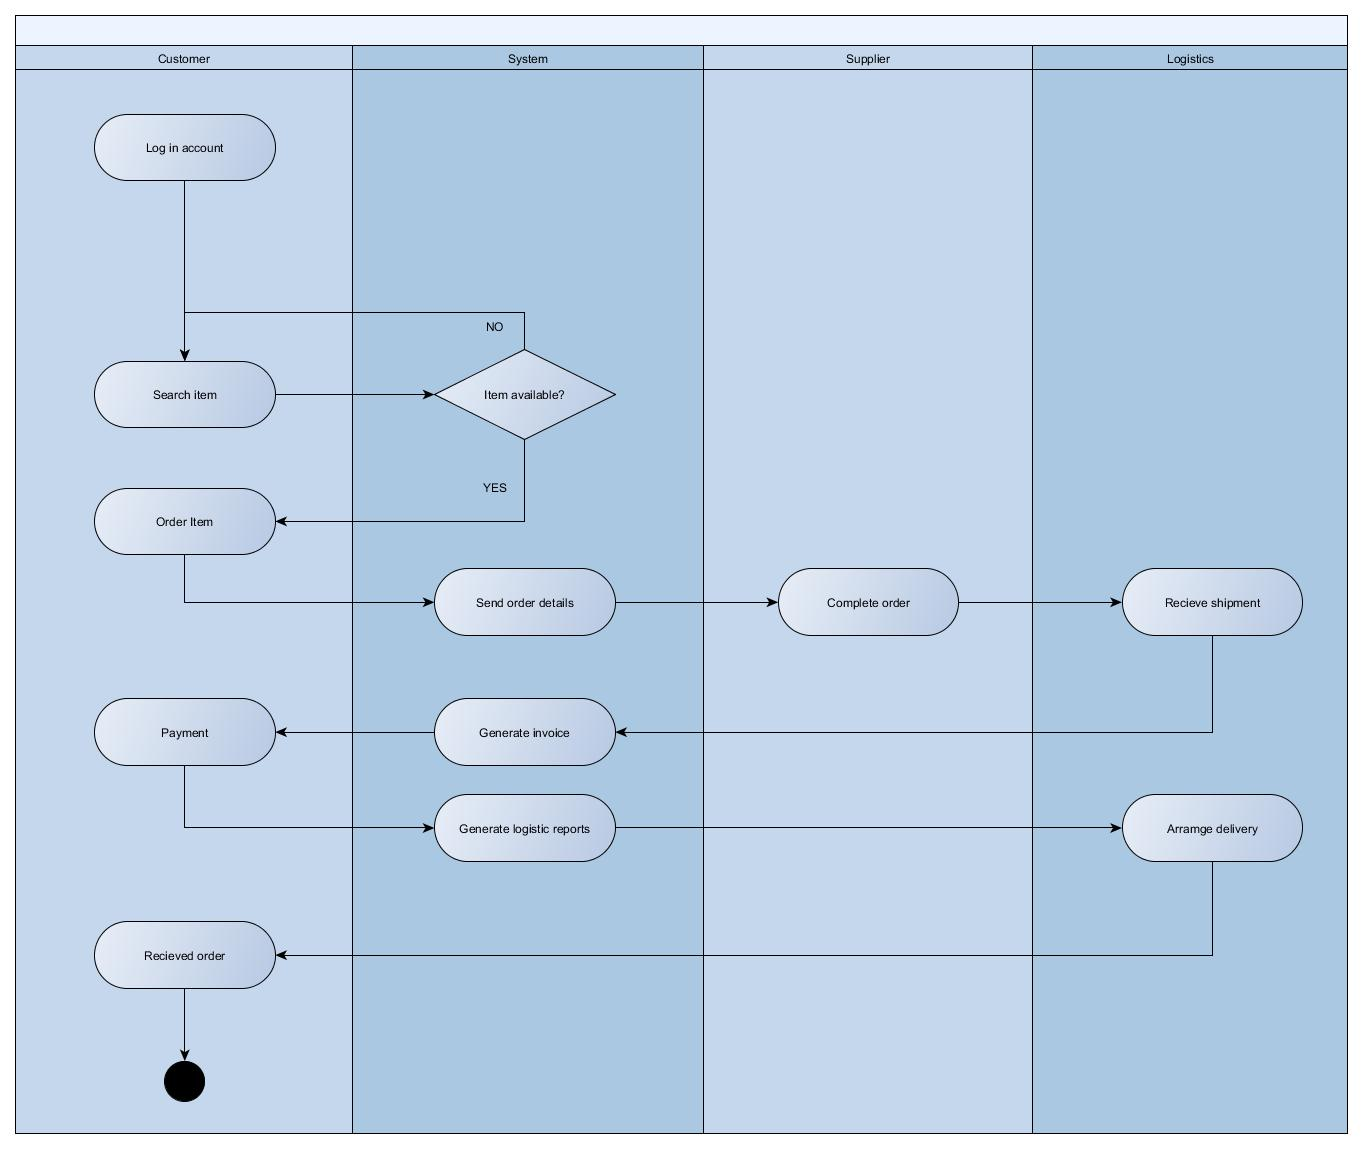 Customer
System
Supplier
Logistics
Log in account
NO
Search item
Item available?
YES
Order Item
Send order details
Complete order
Recieve shipment
Payment
Generate invoice
Generate logistic reports
Arramge delivery
Recieved order